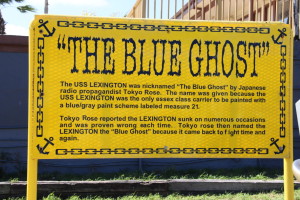 "THE BLUE GHOST"
The USS LEXINGTON was nicknamed "The Blue Ghost" by Japanese
radio propagandist Tokyo Rose. The name was given because the
USS LEXINGTON was the only essex class carrier to be painted with
a blue/gray paint scheme labeled measure 21.
Tokyo Rose reported the LEXINGTON sunk on numerous occasions
and was proven wrong each time. Tokyo rose then named the
LEXINGTON the "Blue Ghost" because it came back to fight time and
again.